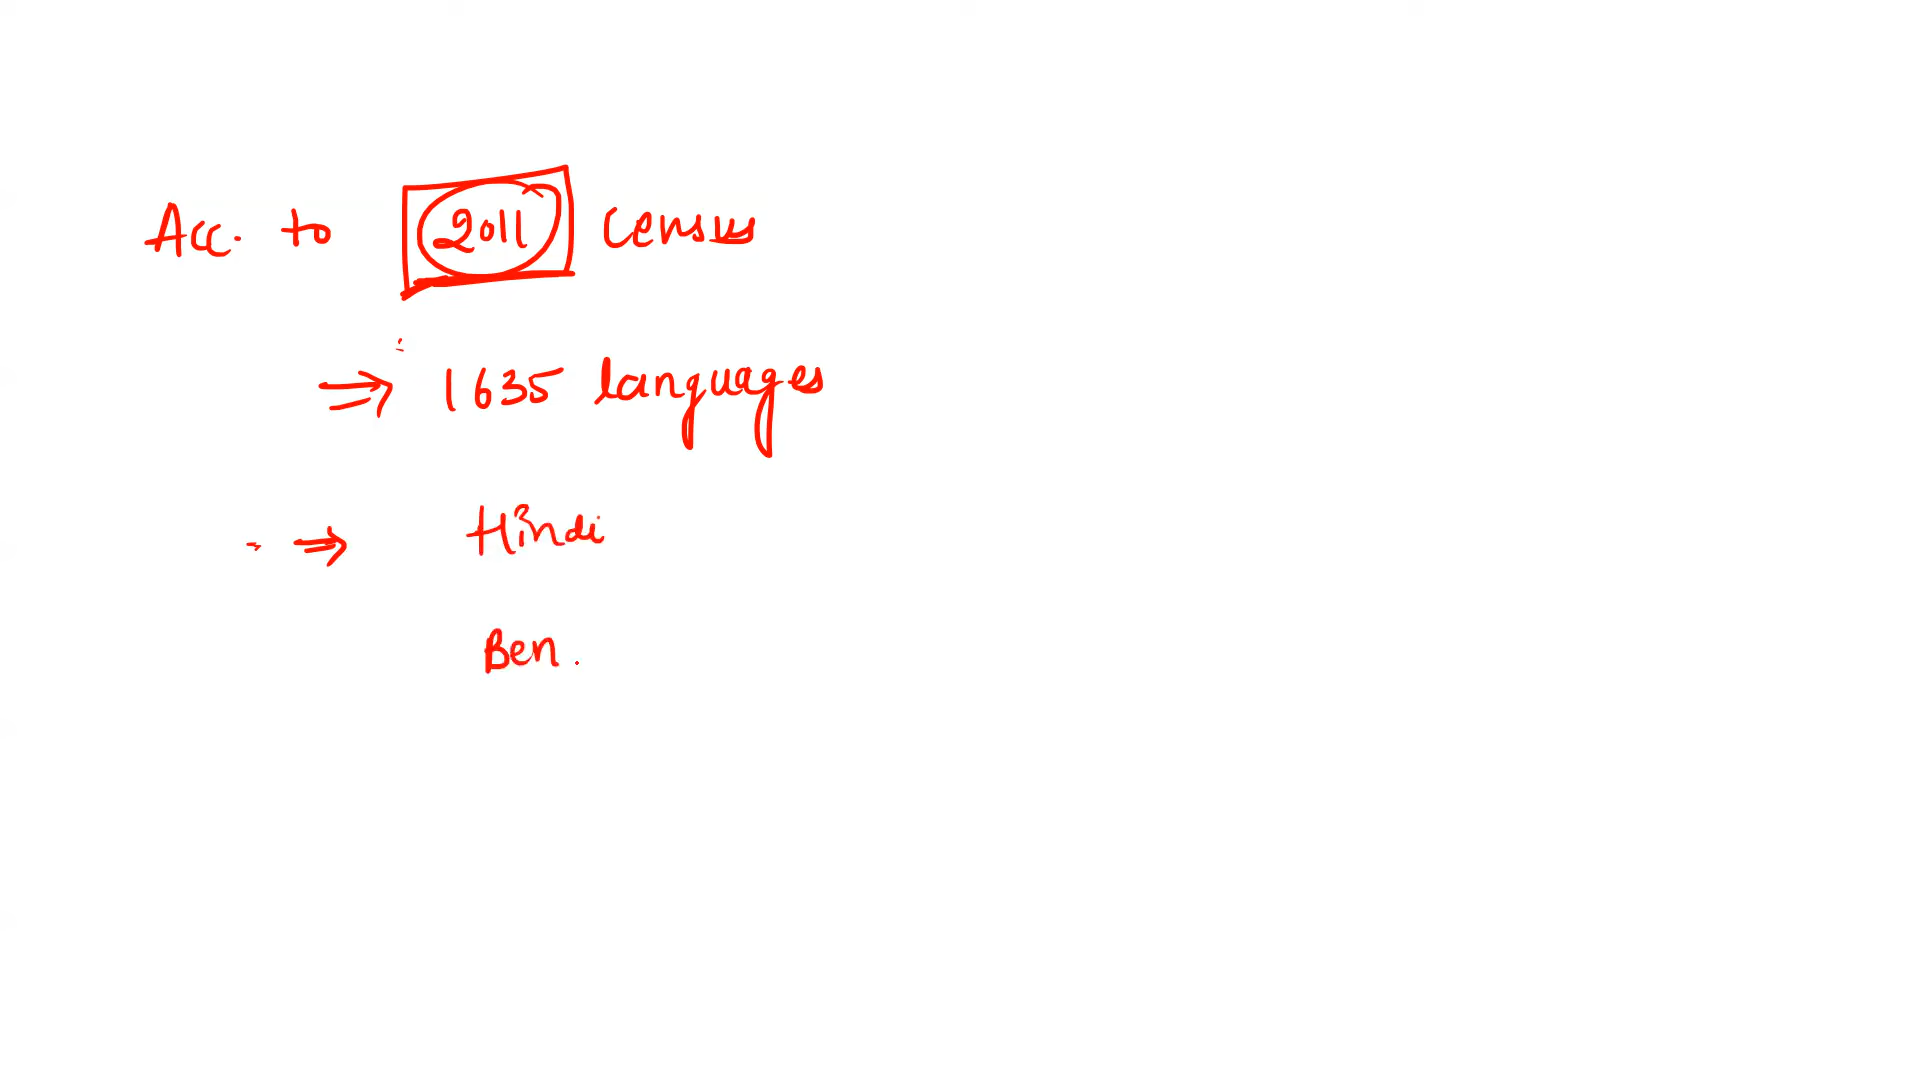 Acc. to 2011 Census
⇒ 1635 languages
⇒ Hindi
Ben.